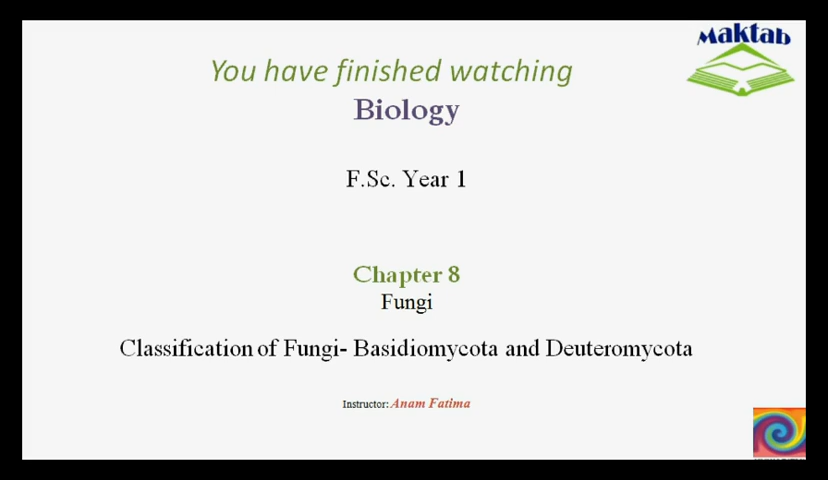 Maktab
You have finished watching
Biology
F.Sc. Year 1
Chapter 8
Fungi
Classification of Fungi- Basidiomycota and Deuteromycota
Instructor: Anam Fatima